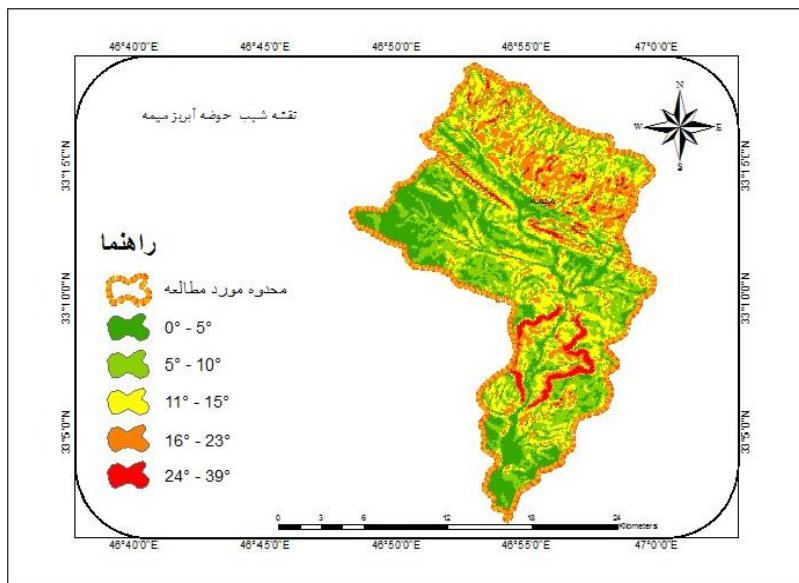 46°40'0"E 46°45'0"E 46°50'0"E 46°55'0"E 47°0'0"E
نقشه شیب حوضه آبریز میمه
N
W E
S
33°15'0"N 33°15'0"N
میمه
راهنما
محدوه مورد مطالعه
33°10'0"N 33°10'0"N
0° - 5°
5° - 10°
11° - 15°
16° - 23°
24° - 39°
33°5'0"N 33°5'0"N
0 3 6 12 18 24
Kilometers
46°40'0"E 46°45'0"E 46°50'0"E 46°55'0"E 47°0'0"E